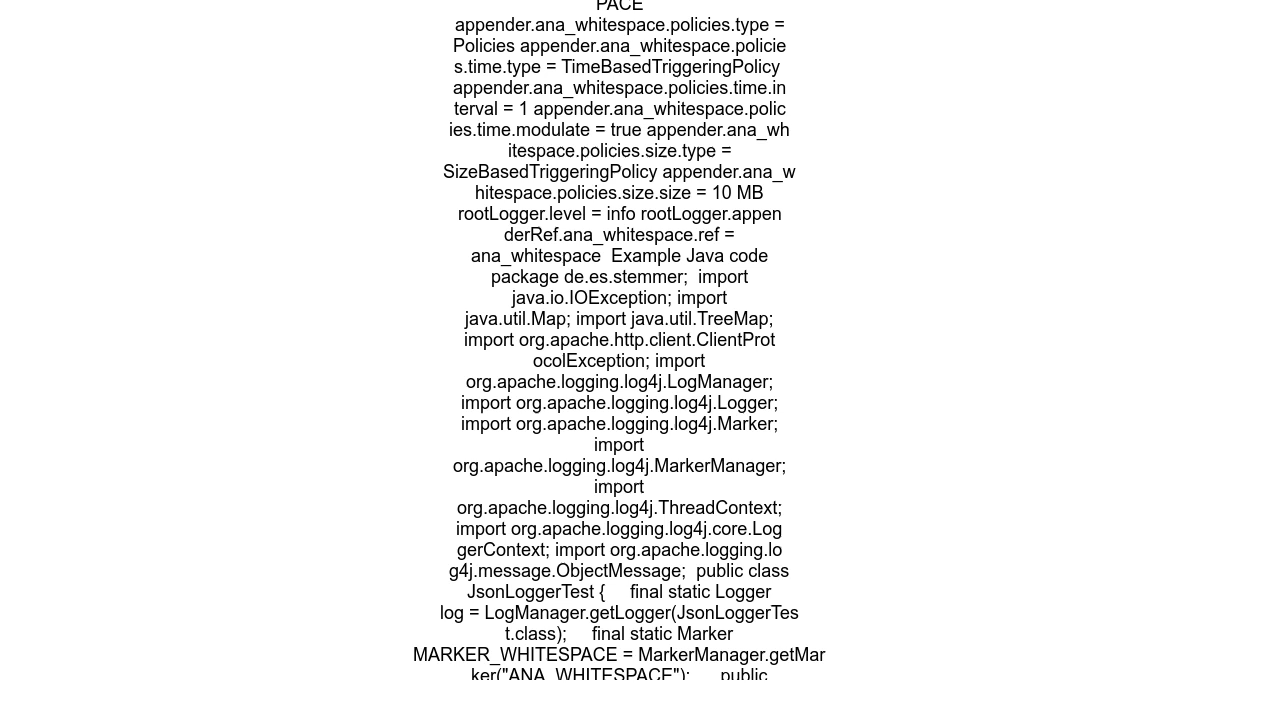 PACE
appender.ana_whitespace.policies.type =
Policies appender.ana_whitespace.policie
s.time.type = TimeBasedTriggeringPolicy
appender.ana_whitespace.policies.time.in
terval = 1 appender.ana_whitespace.polic
ies.time.modulate = true appender.ana_wh
itespace.policies.size.type =
SizeBasedTriggeringPolicy appender.ana_w
hitespace.policies.size.size = 10 MB
rootLogger.level = info rootLogger.appen
derRef.ana_whitespace.ref =
ana_whitespace  Example Java code
package de.es.stemmer;  import
java.io.IOException; import
java.util.Map; import java.util.TreeMap;
import org.apache.http.client.ClientProt
ocolException; import
org.apache.logging.log4j.LogManager;
import org.apache.logging.log4j.Logger;
import org.apache.logging.log4j.Marker;
import
org.apache.logging.log4j.MarkerManager;
import
org.apache.logging.log4j.ThreadContext;
import org.apache.logging.log4j.core.Log
gerContext; import org.apache.logging.lo
g4j.message.ObjectMessage;  public class
JsonLoggerTest {     final static Logger
log = LogManager.getLogger(JsonLoggerTes
t.class);     final static Marker
MARKER_WHITESPACE = MarkerManager.getMar
ker("ANA_WHITESPACE");      public